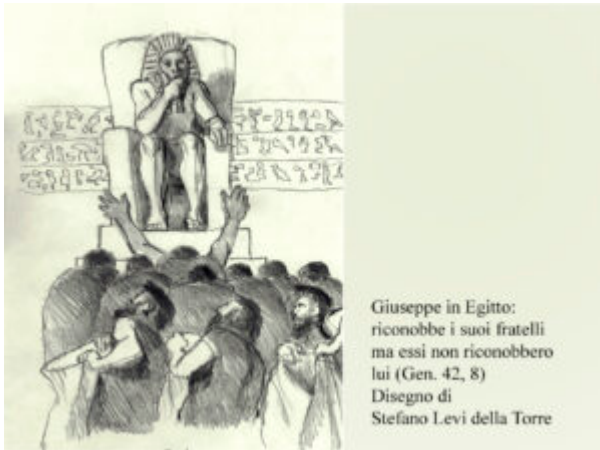 Giuseppe in Egitto:
riconobbe i suoi fratelli
ma essi non riconobbero
lui (Gen. 42, 8)
Disegno di
Stefano Levi della Torre